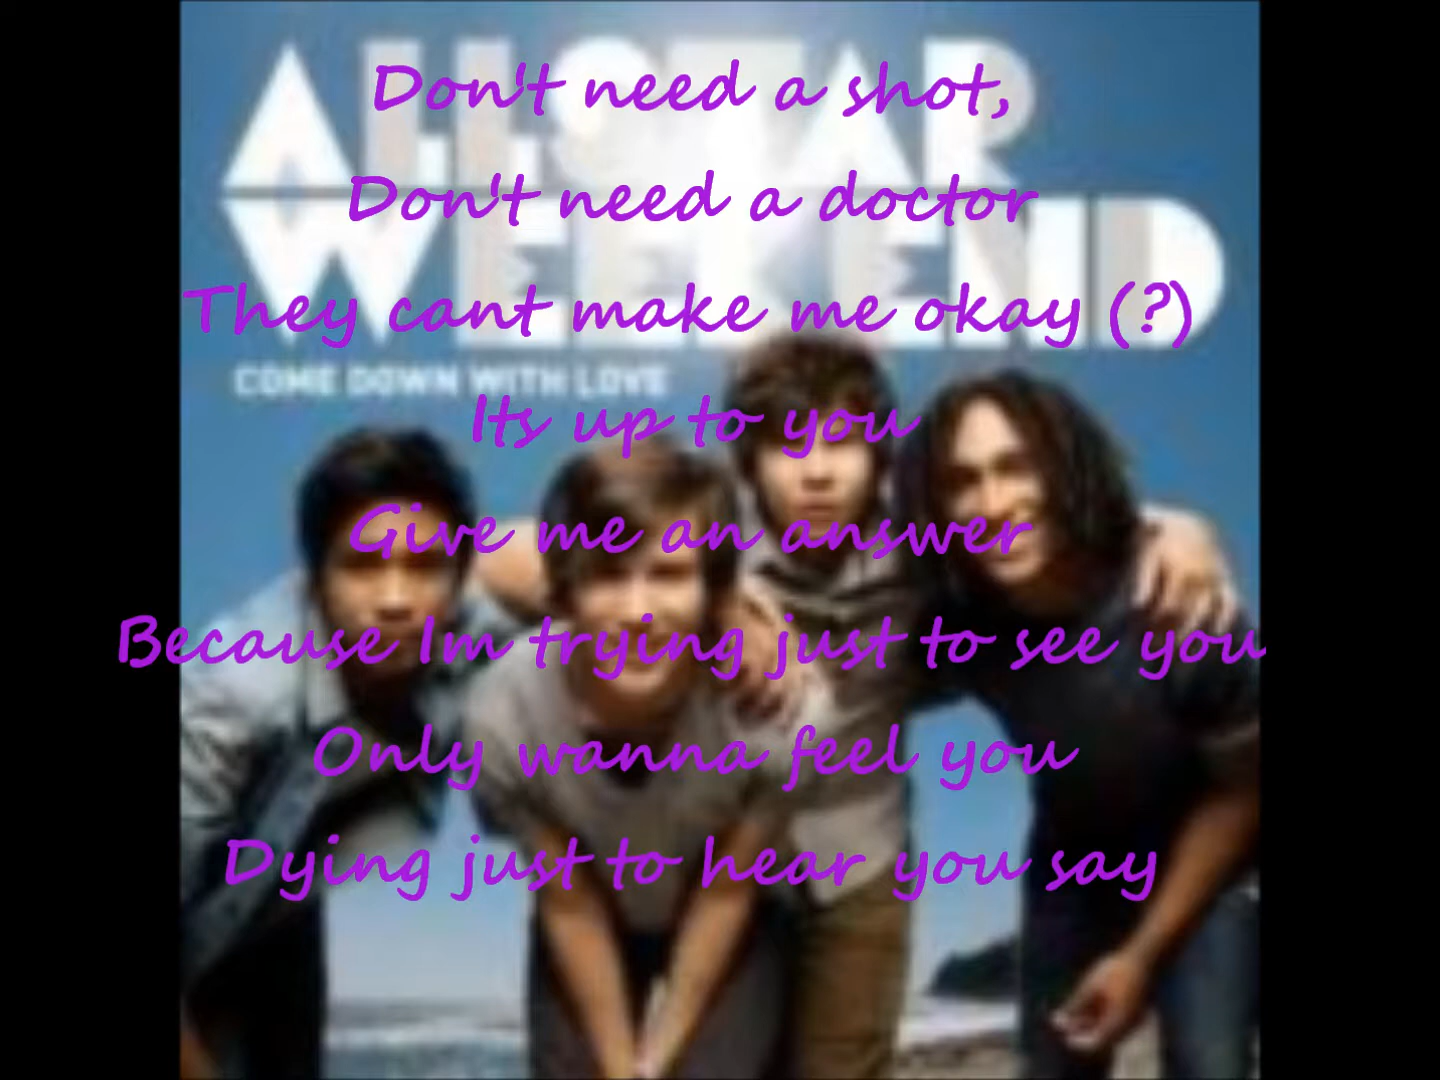 ALLSTAR
WEEKEND
COME DOWN WITH LOVE
Don't need a shot,
Don't need a doctor
They cant make me okay (?)
Its up to you
Give me an answer
Because Im trying just to see you
Only wanna feel you
Dying just to hear you say